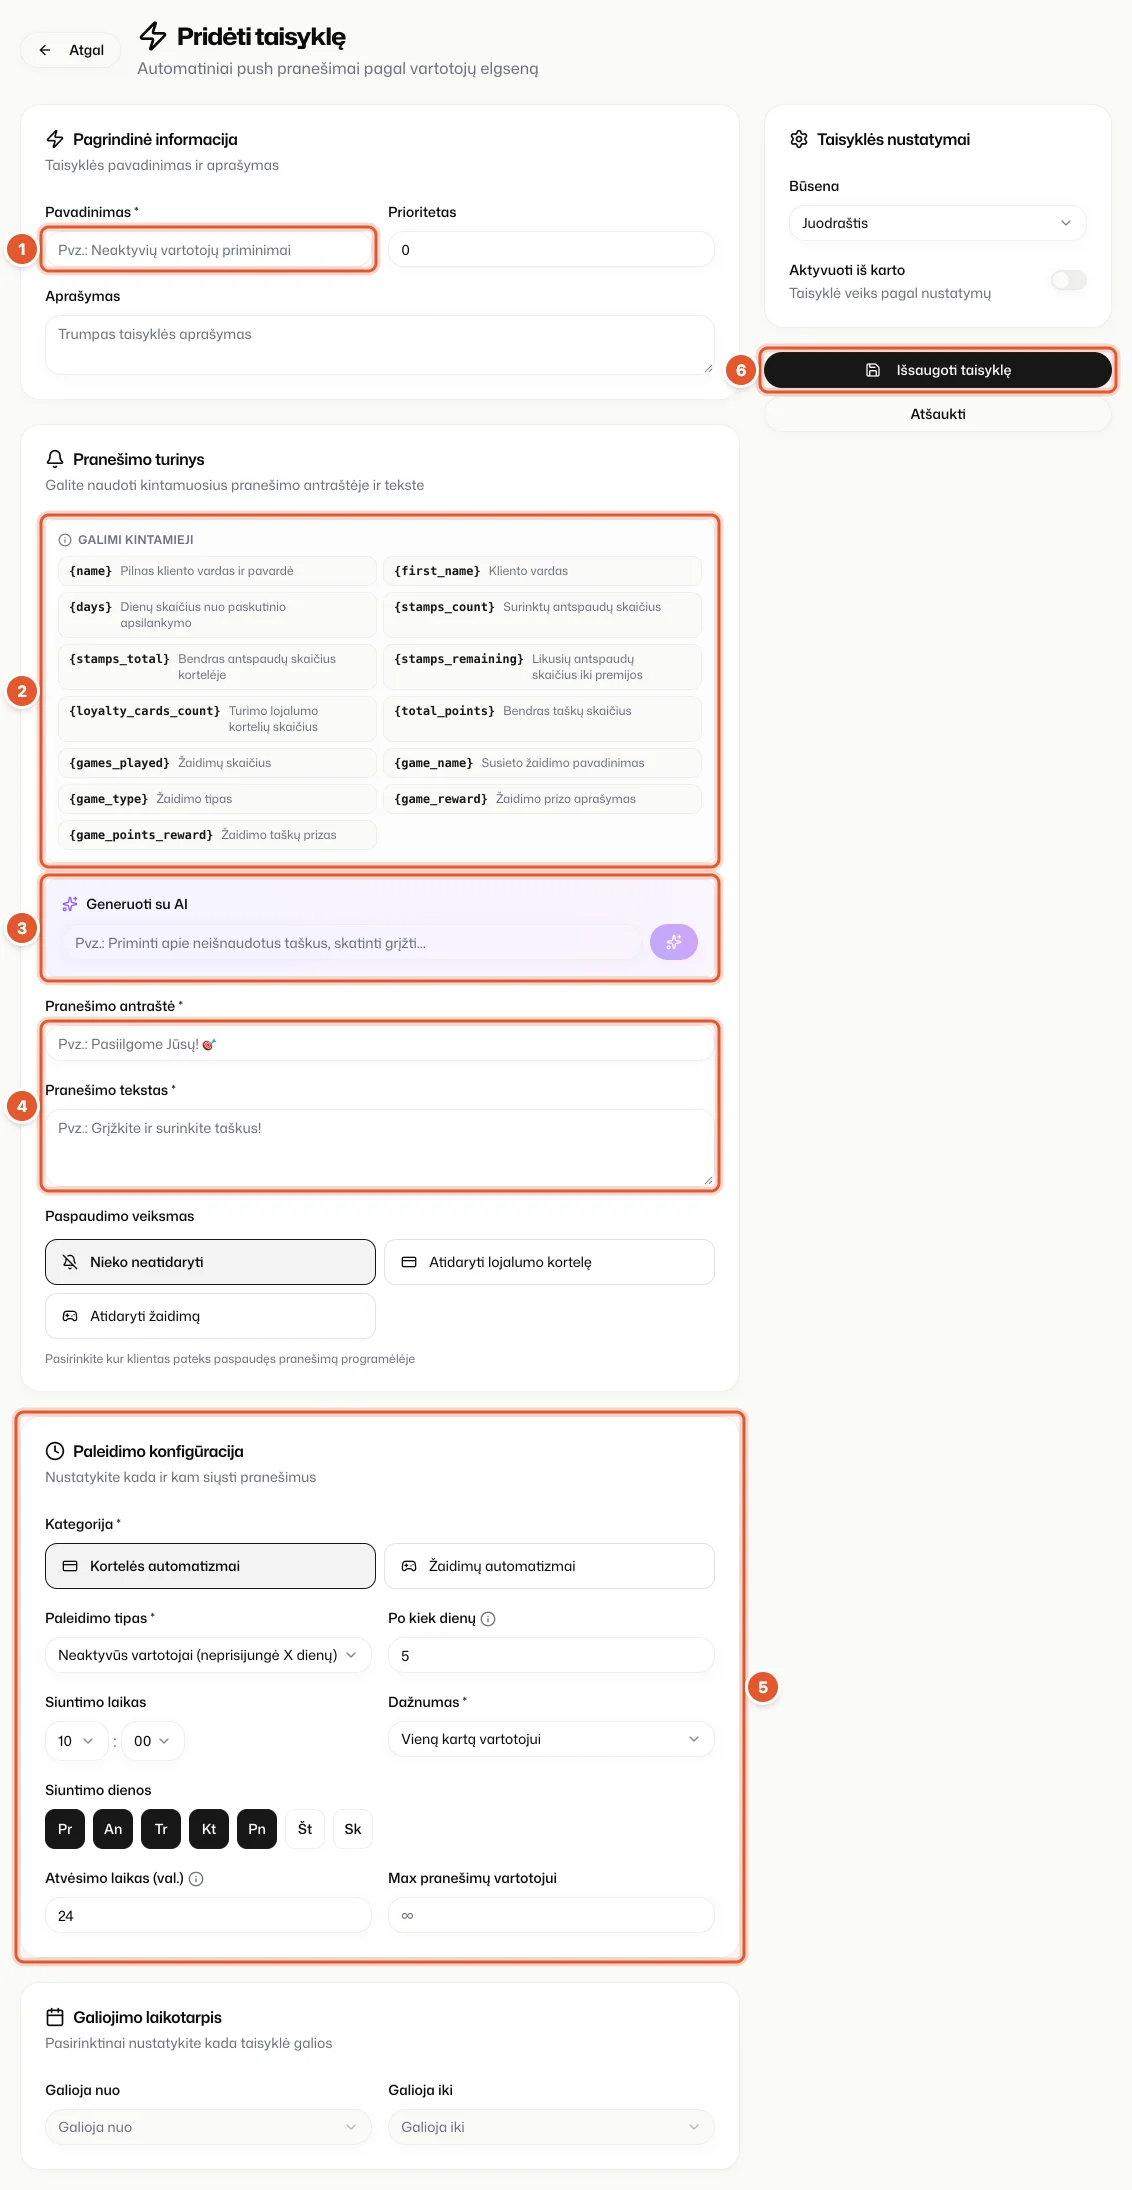 Atgal
Pridėti taisyklę
Automatiniai push pranešimai pagal vartotojų elgseną
Pagrindinė informacija
Taisyklės pavadinimas ir aprašymas
Pavadinimas *
Prioritetas
1
Pvz.: Neaktyvių vartotojų priminimai
0
Aprašymas
Trumpas taisyklės aprašymas
Taisyklės nustatymai
Būsena
Juodraštis
Aktyvuoti iš karto
Taisyklė veiks pagal nustatymų
6
Išsaugoti taisyklę
Atšaukti
Pranešimo turinys
Galite naudoti kintamuosius pranešimo antraštėje ir tekste
2
GALIMI KINTAMIEJI
{name} Pilnas kliento vardas ir pavardė
{first_name} Kliento vardas
{days} Dienų skaičius nuo paskutinio
apsilankymo
{stamps_count} Surinktų antspaudų skaičius
{stamps_total} Bendras antspaudų skaičius
kortelėje
{stamps_remaining} Likusių antspaudų
skaičius iki premijos
{loyalty_cards_count} Turimo lojalumo
kortelių skaičius
{total_points} Bendras taškų skaičius
{games_played} Žaidimų skaičius
{game_name} Susieto žaidimo pavadinimas
{game_type} Žaidimo tipas
{game_reward} Žaidimo prizo aprašymas
{game_points_reward} Žaidimo taškų prizas
3
Generuoti su AI
Pvz.: Priminti apie neišnaudotus taškus, skatinti grįžti...
Pranešimo antraštė *
Pvz.: Pasiilgome Jūsų! 🎯
4
Pranešimo tekstas *
Pvz.: Grįžkite ir surinkite taškus!
Paspaudimo veiksmas
Nieko neatidaryti
Atidaryti lojalumo kortelę
Atidaryti žaidimą
Pasirinkite kur klientas pateks paspaudęs pranešimą programėlėje
5
Paleidimo konfigūracija
Nustatykite kada ir kam siųsti pranešimus
Kategorija *
Kortelės automatizmai
Žaidimų automatizmai
Paleidimo tipas *
Po kiek dienų
Neaktyvūs vartotojai (neprisijungė X dienų)
5
Siuntimo laikas
Dažnumas *
10 : 00
Vieną kartą vartotojui
Siuntimo dienos
Pr An Tr Kt Pn Št Sk
Atvėsimo laikas (val.)
Max pranešimų vartotojui
24
∞
Galiojimo laikotarpis
Pasirinktinai nustatykite kada taisyklė galios
Galioja nuo
Galioja iki
Galioja nuo
Galioja iki